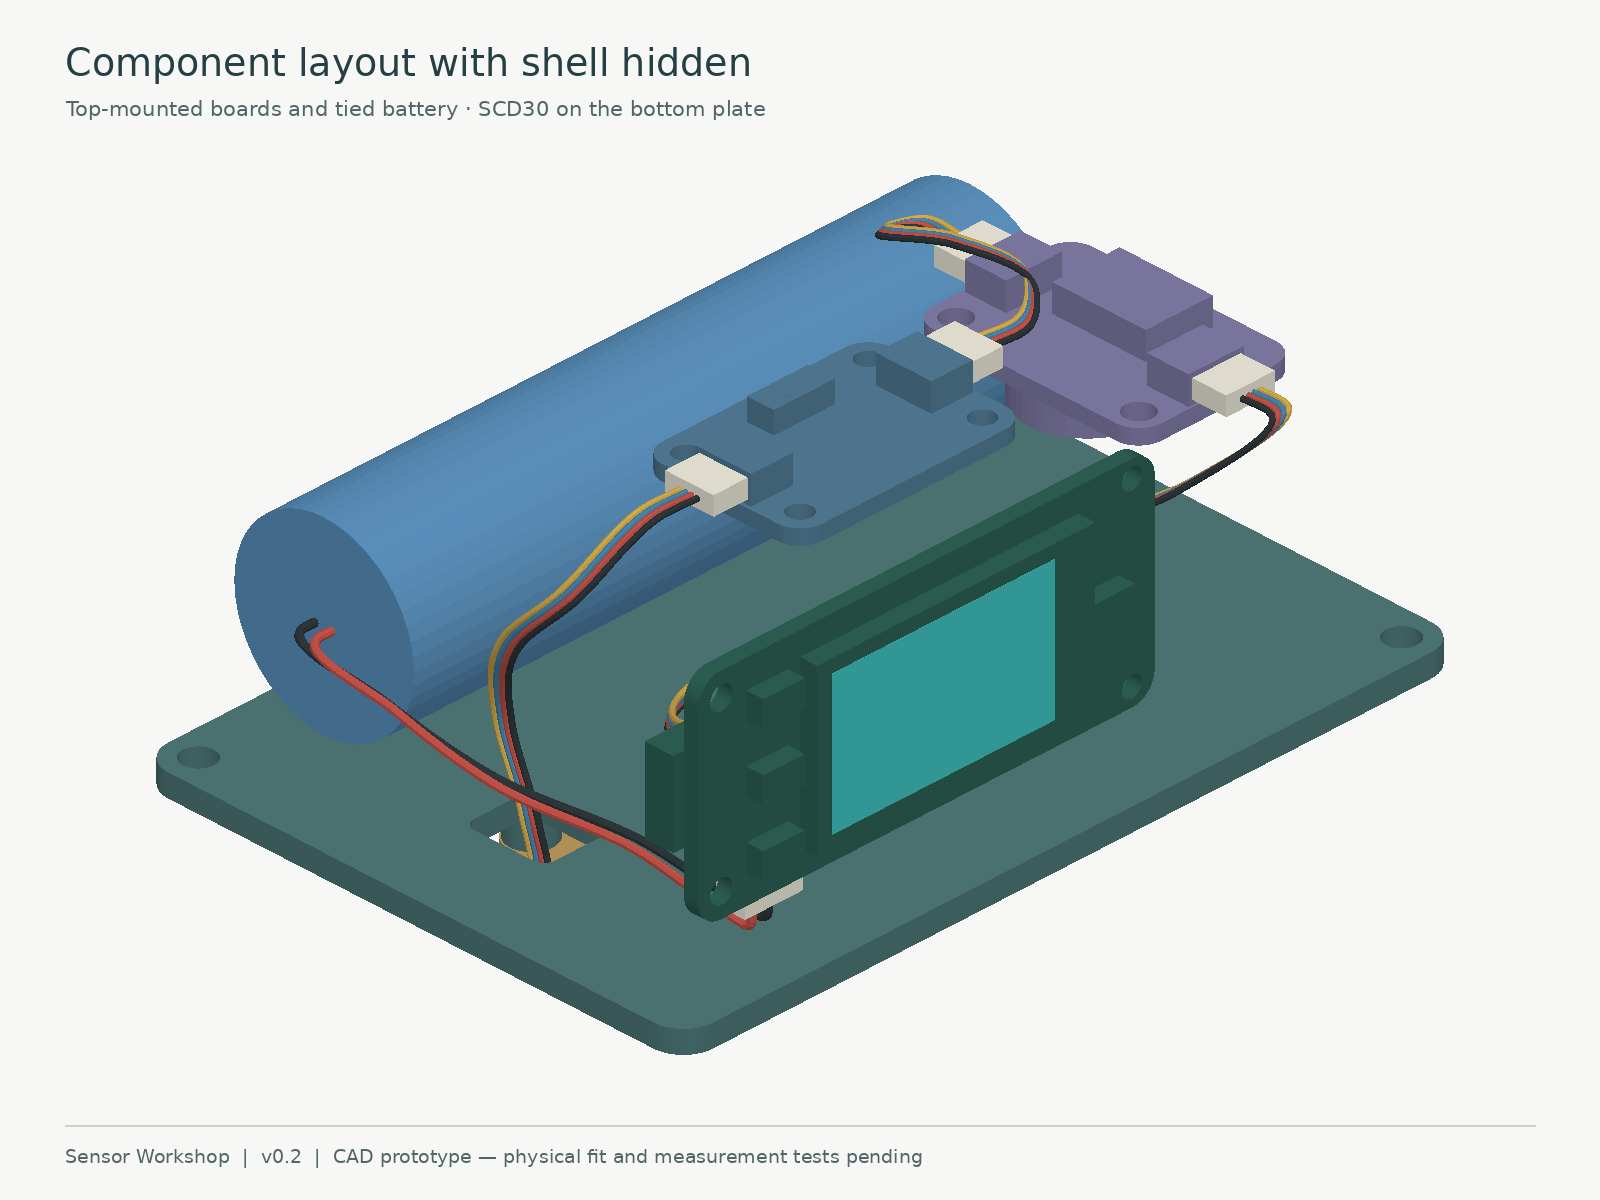 Component layout with shell hidden
Top-mounted boards and tied battery · SCD30 on the bottom plate
Sensor Workshop | v0.2 | CAD prototype — physical fit and measurement tests pending